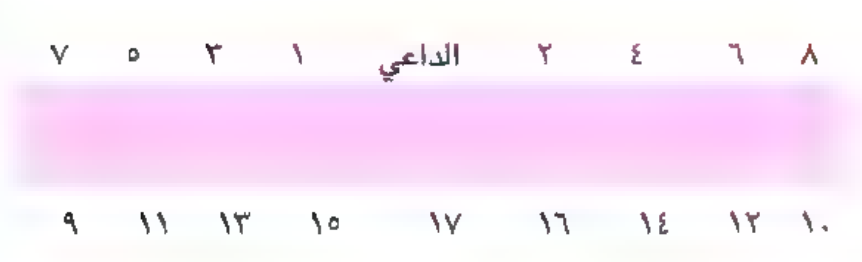 ٧ ٥ ٣ ١ الداعي ٢ ٤ ٦ ٨
٩ ١١ ١٣ ١٥ ١٧ ١٦ ١٤ ١٢ ١٠